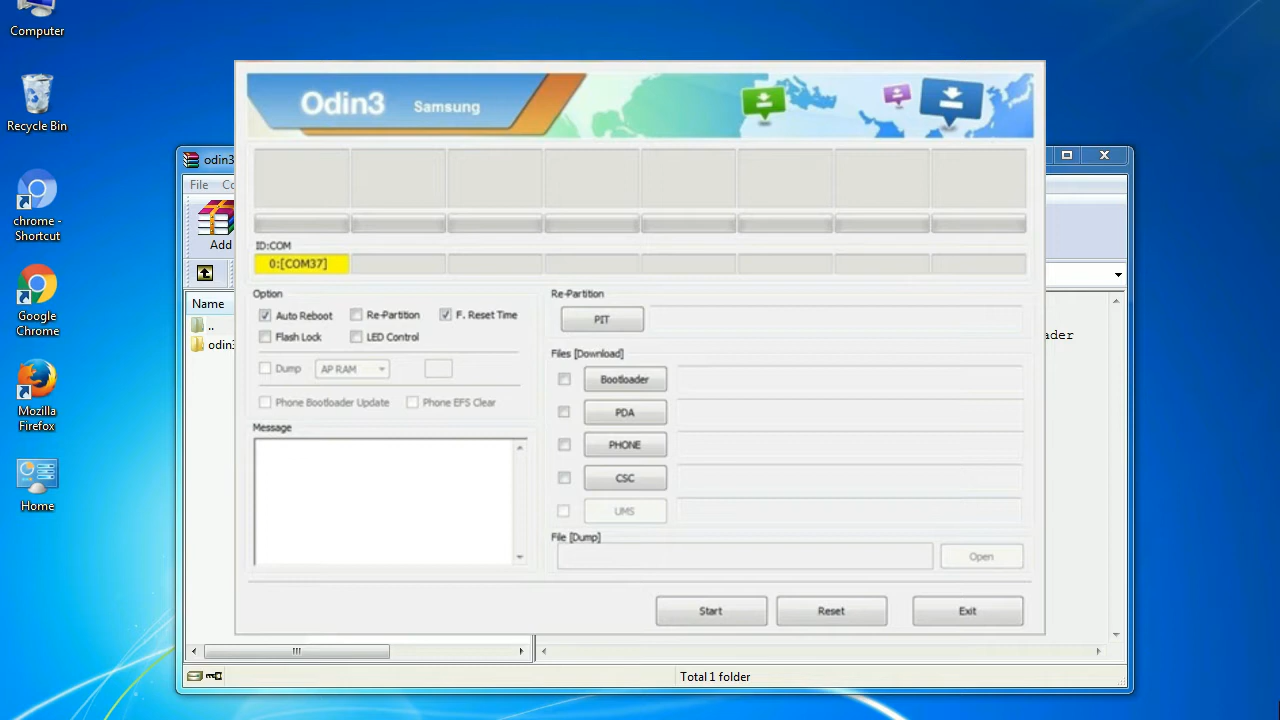 Computer
Recycle Bin
chrome -
Shortcut
Google
Chrome
Mozilla
Firefox
Home
odin3
File Co
Add
Name
..
odin3
ader
Total 1 folder
Odin3 Samsung
ID:COM
0:[COM37]
Option
Auto Reboot Re-Partition F. Reset Time
Flash Lock LED Control
Dump AP RAM
Phone Bootloader Update Phone EFS Clear
Message
Re-Partition
PIT
Files [Download]
Bootloader
PDA
PHONE
CSC
UMS
File [Dump]
Open
Start Reset Exit